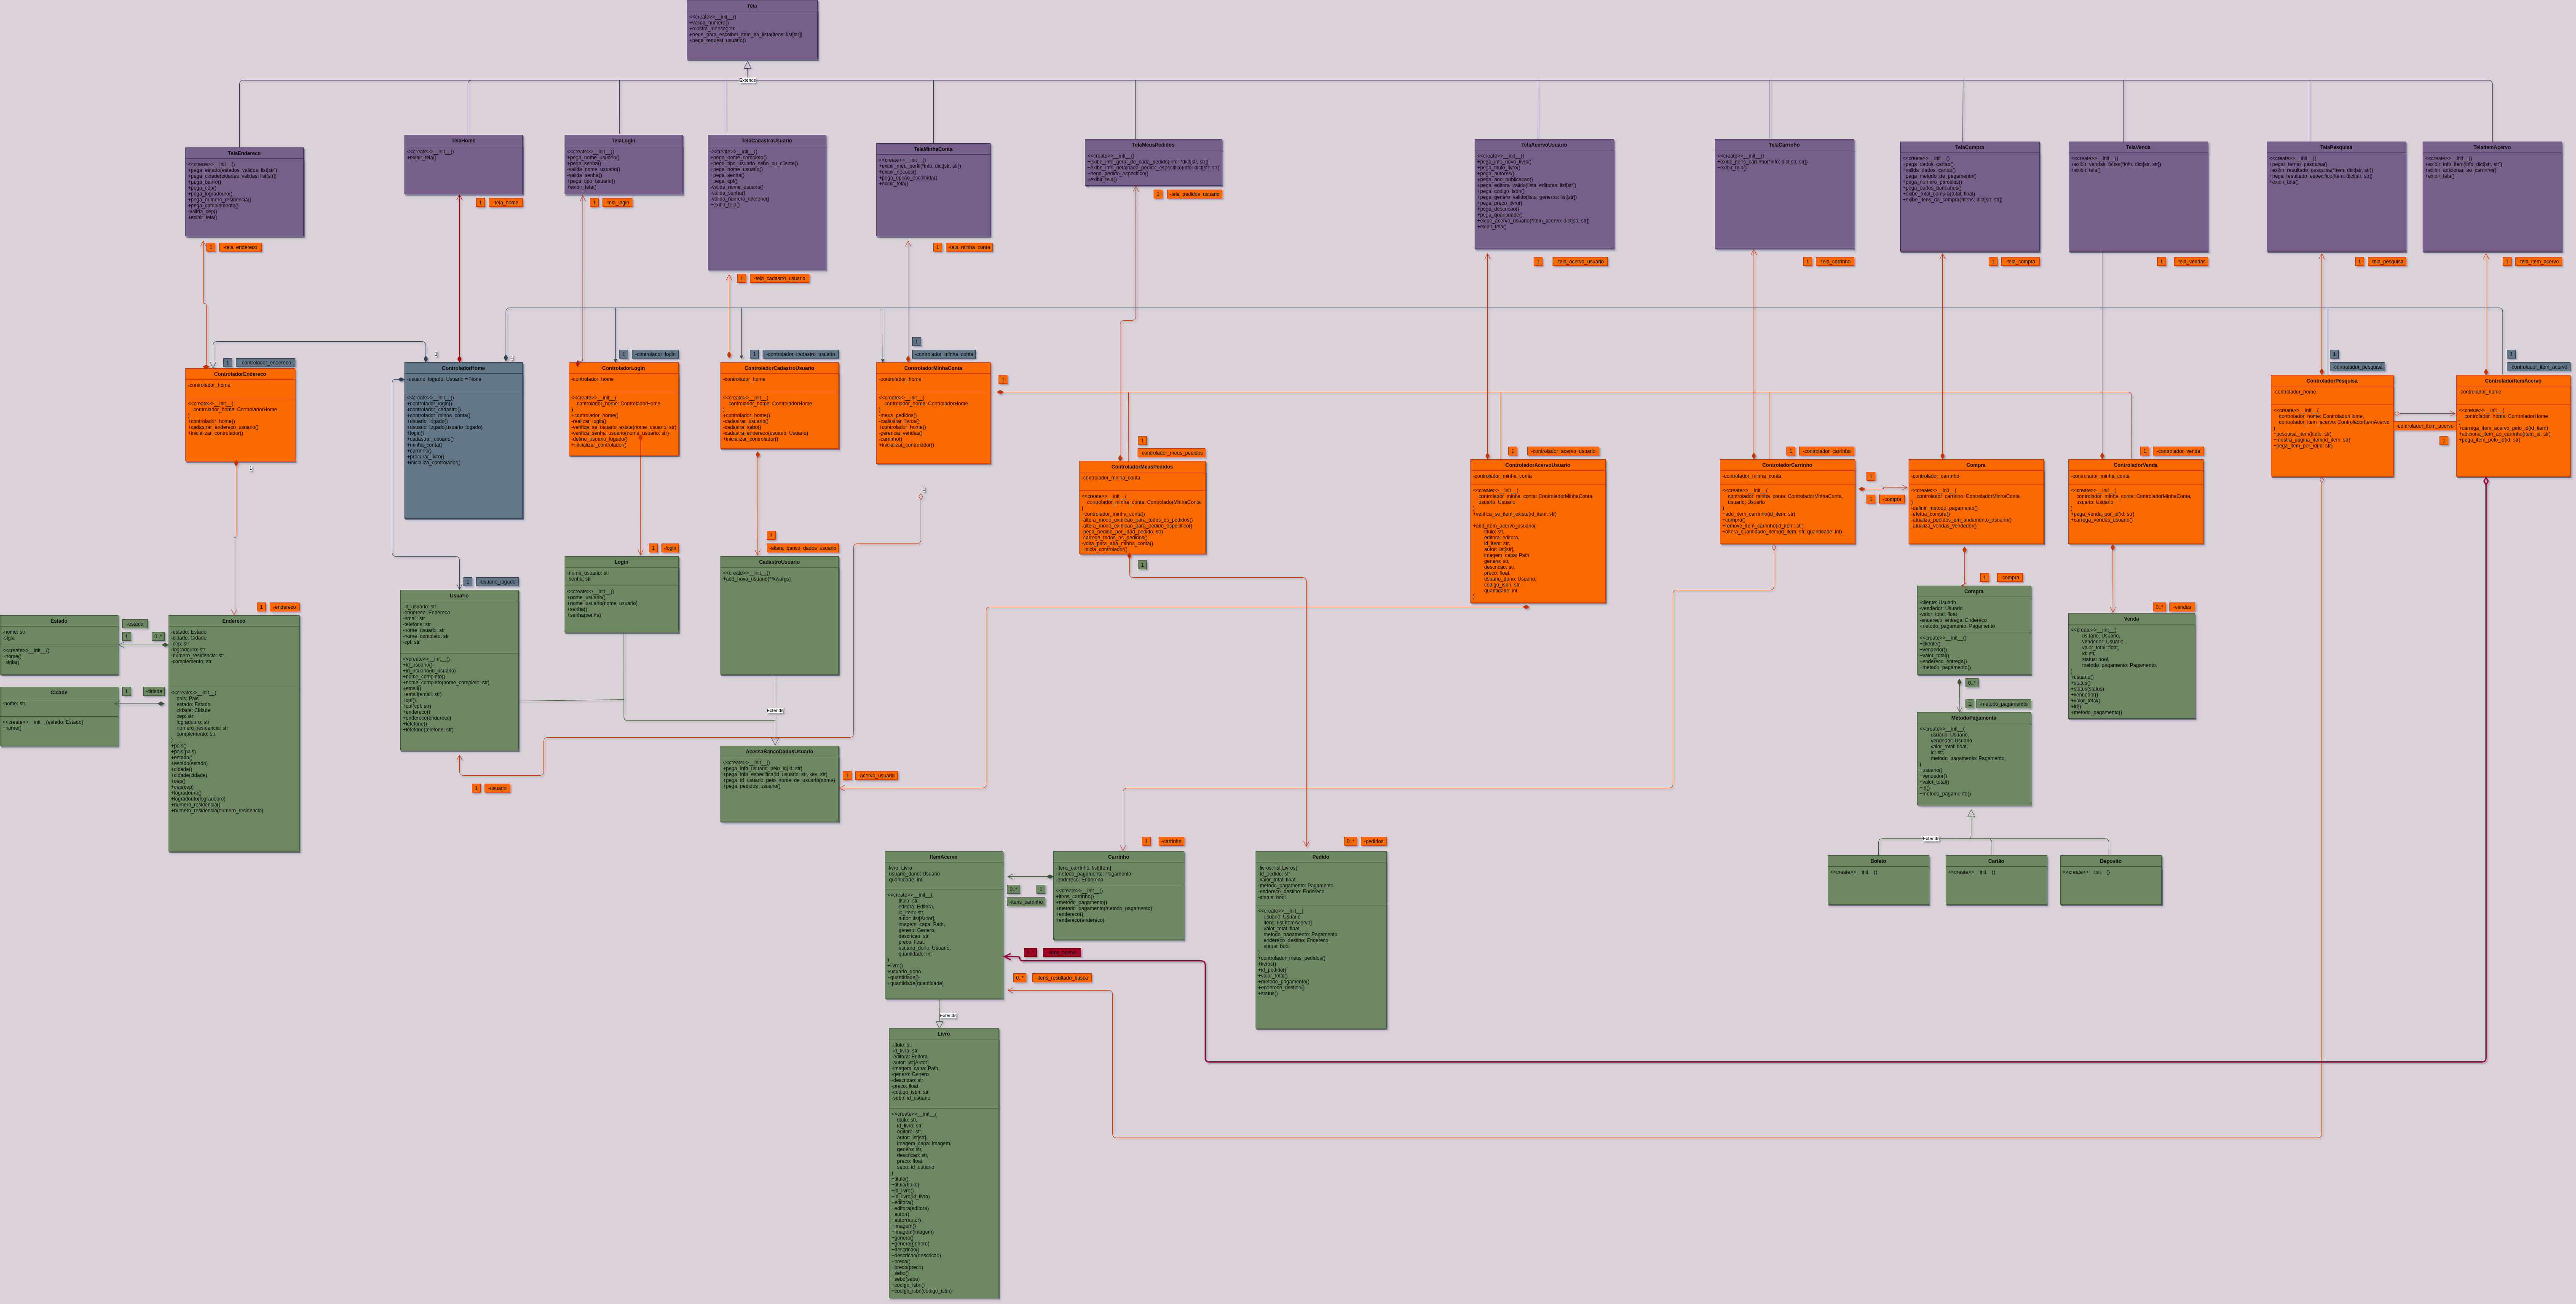 Tela
<<create>>__init__()
+valida_numero()
+mostra_mensagem
+pede_para_escolher_item_na_lista(itens: list[str])
+pega_request_usuario()
Extends
TelaEndereco
<<create>>__init__()
+pega_estado(estados_validos: list[str])
+pega_cidade(cidades_validas: list[str])
+pega_bairro()
+pega_cep()
+pega_logradouro()
+pega_numero_residencia()
+pega_complemento()
-valida_cep()
+exibir_tela()
1 -tela_endereco
TelaHome
<<create>>__init__()
+exibir_tela()
1 -tela_home
TelaLogin
<<create>>__init__()
+pega_nome_usuario()
+pega_senha()
-valida_nome_usuario()
-valida_senha()
+pega_tipo_usuario()
+exibir_tela()
1 -tela_login
TelaCadastroUsuario
<<create>>__init__()
+pega_nome_completo()
+pega_tipo_usuario_sebo_ou_cliente()
+pega_nome_usuario()
+pega_senha()
+pega_cpf()
-valida_nome_usuario()
-valida_senha()
-valida_numero_telefone()
+exibir_tela()
1 -tela_cadastro_usuario
TelaMinhaConta
<<create>>__init__()
+exibir_meu_perfil(*info: dict[str, str])
+exibir_opcoes()
+pega_opcao_escolhida()
+exibir_tela()
1 -tela_minha_conta
TelaMeusPedidos
<<create>>__init__()
+exibe_info_geral_de_cada_pedido(info: *dict[str, str])
+exibe_info_detalhada_pedido_especifico(info: dict[str, str]
+pega_pedido_especifico()
+exibir_tela()
1 -tela_pedidos_usuario
TelaAcervoUsuario
<<create>>__init__()
+pega_info_novo_livro()
+pega_titulo_livro()
+pega_autores()
+pega_ano_publicacao()
+pega_editora_valida(lista_editoras: list[str])
+pega_codigo_isbn()
+pega_genero_valido(lista_generos: list[str])
+pega_preco_livro()
+pega_descricao()
+pega_quantidade()
+exibe_acervo_usuario(*item_acervo: dict[str, str])
+exibir_tela()
1 -tela_acervo_usuario
TelaCarrinho
<<create>>__init__()
+exibe_itens_carrinho(*info: dict[str: str])
+exibir_tela()
1 -tela_carrinho
TelaCompra
<<create>>__init__()
+pega_dados_cartao()
+valida_dados_cartao()
+pega_metodo_de_pagamento()
+pega_numero_parcelas()
+pega_dados_bancarios()
+exibe_total_compra(total: float)
+exibe_itens_da_compra(*itens: dict[str, str])
1 -tela_compra
TelaVenda
<<create>>__init__()
+exibir_vendas_feitas(*info: dict[str, str])
+exibir_tela()
1 -tela_vendas
TelaPesquisa
<<create>>__init__()
+pegar_termo_pesquisa()
+exibe_resultado_pesquisa(*item: dict[str, str])
+pega_resultado_especifico(item: dict[str, str])
+exibir_tela()
1 -tela_pesquisa
TelaItemAcervo
<<create>>__init__()
+exibir_info_item(info: dict[str, str])
+exibir_adicionar_ao_carrinho()
+exibir_tela()
1 -tela_item_acervo
1 -controlador_endereco
ControladorEndereco
-controlador_home
<<create>>__init__(
controlador_home: ControladorHome
)
+controlador_home()
+cadastrar_endereco_usuario()
+inicializar_controlador()
1
1
ControladorHome
-usuario_logado: Usuario + None
<<create>>__init__()
+controlador_login()
+controlador_cadastro()
+controlador_minha_conta()
+usuario_logado()
+usuario_logado(usuario_logado)
+login()
+cadastrar_usuario()
+minha_conta()
+carrinho()
+procurar_livro()
+inicializa_controlador()
1
1 -controlador_login
ControladorLogin
-controlador_home
<<create>>__init__(
controlador_home: ControladorHome
)
+controlador_home()
+ealizar_login()
-verifica_se_usuario_existe(nome_usuario: str)
-verifica_senha_usuario(nome_usuario: str)
-define_usuario_logado()
+inicializar_controlador()
1 -controlador_cadastro_usuario
ControladorCadastroUsuario
-controlador_home
<<create>>__init__(
controlador_home: ControladorHome
)
+controlador_home()
-cadastra_usuario()
-cadastra_sebo()
-cadastra_endereco(usuario: Usuario)
+inicializar_controlador()
1
-controlador_minha_conta
ControladorMinhaConta
-controlador_home
<<create>>__init__(
controlador_home: ControladorHome
)
-meus_pedidos()
-cadastrar_livros()
+controlador_home()
-gerencia_vendas()
-carrinho()
+inicializar_controlador()
1
1
1
-controlador_meus_pedidos
ControladorMeusPedidos
-controlador_minha_conta
<<create>>__init__(
controlador_minha_conta: ControladorMinhaConta
)
+controlador_minha_conta()
-altera_modo_exibicao_para_todos_os_pedidos()
-altera_modo_exibicao_para_pedido_especifico()
-pega_pedido_por_id(id_pedido: str)
-carrega_todos_os_pedidos()
-volta_para_aba_minha_conta()
+inicia_controlador()
1
1 -controlador_acervo_usuario
ControladorAcervoUsuario
-controlador_minha_conta
<<create>>__init__(
controlador_minha_conta: ControladorMinhaConta,
usuario: Usuario
)
+verifica_se_item_existe(id_item: str)
+add_item_acervo_usuario(
titulo: str,
editora: editora,
id_item: str,
autor: list[str],
imagem_capa: Path,
genero: str,
descricao: str,
preco: float,
usuario_dono: Usuario,
codigo_isbn: str,
quantidade: int
)
1 -controlador_carrinho
ControladorCarrinho
-controlador_minha_conta
<<create>>__init__(
controlador_minha_conta: ControladorMinhaConta,
usuario: Usuario
)
+add_item_carrinho(id_item: str)
+compra()
+remove_item_carrinho(id_item: str)
+altera_quantidade_item(id_item: str, quantidade: int)
1
1 -compra
Compra
-controlador_carrinho
<<create>>__init__(
controlador_carrinho: ControladorMinhaConta
)
-definir_metodo_pagamento()
-efetua_compra()
-atualiza_pedidos_em_andamento_usuario()
-atualiza_vendas_vendedor()
1 -controlador_venda
ControladorVenda
-controlador_minha_conta
<<create>>__init__(
controlador_minha_conta: ControladorMinhaConta,
usuario: Usuario
)
+pega_venda_por_id(id: str)
+carrega_vendas_usuario()
1
-controlador_pesquisa
ControladorPesquisa
-controlador_home
<<create>>__init__(
controlador_home: ControladorHome,
controlador_item_acervo: ControladorItemAcervo
)
+pesquisa_item(titulo: str)
+mostra_pagina_item(id_item: str)
+pega_item_por_id(id: str)
-controlador_item_acervo
1
1
-controlador_item_acervo
ControladorItemAcervo
-controlador_home
<<create>>__init__(
controlador_home: ControladorHome
)
+carrega_item_acervo_pelo_id(id_item)
+adiciona_item_ao_carrinho(item_id: str)
+pega_item_pelo_id(id: str)
Estado
-nome: str
-sigla
<<create>>__init__()
+nome()
+sigla()
-estado
1 0..*
Cidade
-nome: str
<<create>>__init__(estado: Estado)
+nome()
1 -cidade
1 -endereco
Endereco
-estado: Estado
-cidade: Cidade
-cep: str
-logradouro: str
-numero_residencia: str
-complemento: str
<<create>>__init__(
pais: Pais
estado: Estado
cidade: Cidade
cep: str
logradouro: str
numero_residencia: str
complemento: str
)
+pais()
+pais(pais)
+estado()
+estado(estado)
+cidade()
+cidade(cidade)
+cep()
+cep(cep)
+logradouro()
+logradouto(logradouro)
+numero_residencia()
+numero_residencia(numero_residencia)
1 -usuario_logado
Usuario
-id_usuario: str
-endereco: Endereco
-email: str
-telefone: str
-nome_usuario: str
-nome_completo: str
-cpf: str
<<create>>__init__()
+id_usuario()
+id_usuario(id_usuario)
+nome_completo()
+nome_completo(nome_completo: str)
+email()
+email(email: str)
+cpf()
+cpf(cpf: str)
+endereco()
+endereco(endereco)
+telefone()
+telefone(telefone: str)
1 -usuario
1 -login
Login
-nome_usuario: str
-senha: str
<<create>>__init__()
+nome_usuario()
+nome_usuario(nome_usuario)
+senha()
+senha(senha)
1
-altera_banco_dados_usuario
CadastroUsuario
<<create>>__init__()
+add_novo_usuario(**kwargs)
Extends
AcessaBancoDadosUsuario
<<create>>__init__()
+pega_info_usuario_pelo_id(id: str)
+pega_info_especifica(id_usuario: str, key: str)
+pega_id_usuario_pelo_nome_de_usuario(nome)
+pega_pedidos_usuario()
1 -acervo_usuario
1 -compra
Compra
-cliente: Usuario
-vendedor: Usuario
-valor_total: float
-endereco_entrega: Endereco
-metodo_pagamento: Pagamento
<<create>>__init__()
+cliente()
+vendedor()
+valor_total()
+endereco_entrega()
+metodo_pagamento()
0..*
1 -metodo_pagamento
MetodoPagamento
<<create>>__init__(
usuario: Usuario,
vendedor: Usuario,
valor_total: float,
id: str,
metodo_pagamento: Pagamento,
)
+usuario()
+vendedor()
+valor_total()
+id()
+metodo_pagamento()
Extends
Boleto
<<create>>__init__()
Cartão
<<create>>__init__()
Deposito
<<create>>__init__()
0..* -vendas
Venda
<<create>>__init__(
usuario: Usuario,
vendedor: Usuario,
valor_total: float,
id: str,
status: bool,
metodo_pagamento: Pagamento,
)
+usuario()
+status()
+status(status)
+vendedor()
+valor_total()
+id()
+metodo_pagamento()
ItemAcervo
-livro: Livro
-usuario_dono: Usuario
-quantidade: int
<<create>>__init__(
titulo: str,
editora: Editora,
id_item: str,
autor: list[Autor],
imagem_capa: Path,
genero: Genero,
descricao: str,
preco: float,
usuario_dono: Usuario,
quantidade: int
)
+livro()
+usuario_dono
+quantidade()
+quantidade(quantidade)
0..* 1
-itens_carrinho
1 -carrinho
Carrinho
-itens_carrinho: list[Item]
-metodo_pagamento: Pagamento
-endereco: Endereco
<<create>>__init__()
+itens_carrinho()
+metodo_pagamento()
+metodo_pagamento(metodo_pagamento)
+endereco()
+endereco(endereco)
0..* -itens_resultado_busca
0..* -pedidos
Pedido
-livros: list[Livros]
-id_pedido: str
-valor_total: float
-metodo_pagamento: Pagamento
-endereco_destino: Endereco
-status: bool
<<create>>__init__(
usuario: Usuario
itens: list[ItemAcervo]
valor_total: float,
metodo_pagamento: Pagamento
endereco_destino: Endereco,
status: bool
)
+controlador_meus_pedidos()
+livros()
+id_pedido()
+valor_total()
+metodo_pagamento()
+endereco_destino()
+status()
Extends
Livro
-titulo: str
-id_livro: str
-editora: Editora
-autor: list[Autor]
-imagem_capa: Path
-genero: Genero
-descricao: str
-preco: float
-codigo_isbn: str
-sebo: id_usuario
<<create>>__init__(
titulo: str,
id_livro: str,
editora: str,
autor: list[str],
imagem_capa: Imagem,
genero: str,
descricao: str,
preco: float,
sebo: id_usuario
)
+titulo()
+titulo(titulo)
+id_livro()
+id_livro(id_livro)
+editora()
+editora(editora)
+autor()
+autor(autor)
+imagem()
+imagem(imagem)
+genero()
+genero(genero)
+descricao()
+descricao(descricao)
+preco()
+preco(preco)
+sebo()
+sebo(sebo)
+codigo_isbn()
+codigo_isbn(codigo_isbn)